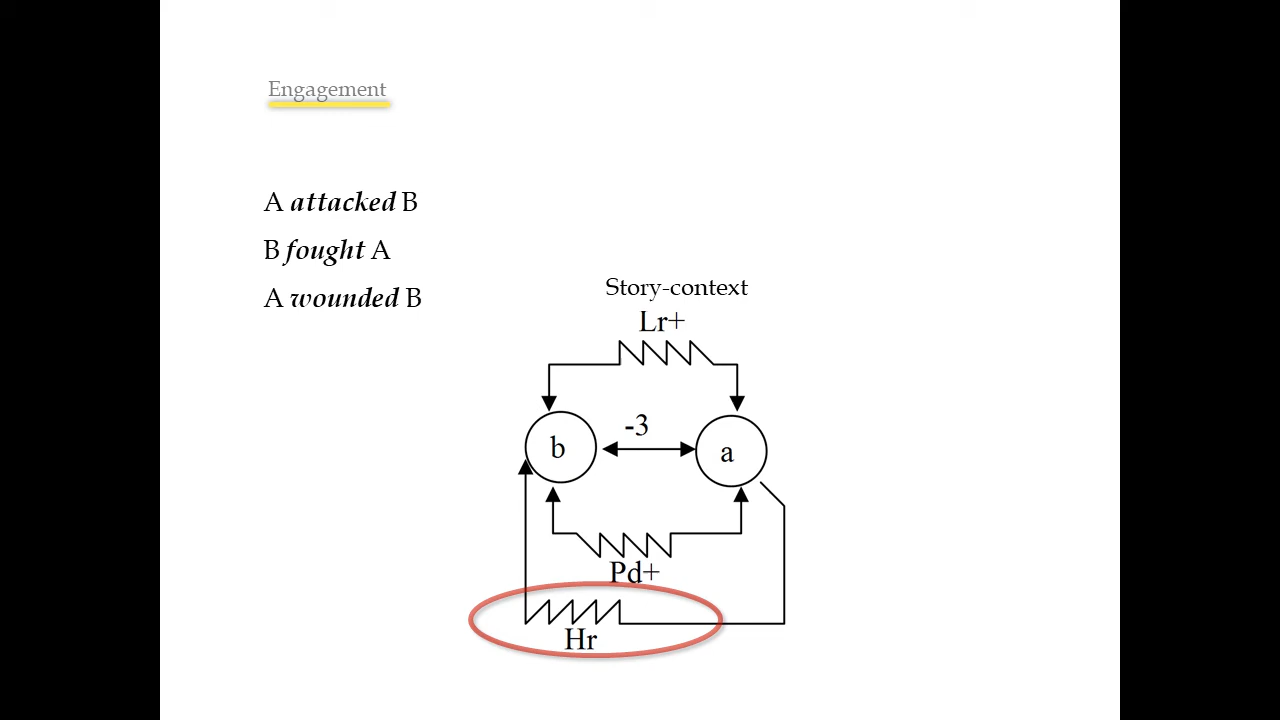 Engagement
A attacked B
B fought A
A wounded B
Story-context
Lr+
-3
b
a
Pd+
Hr